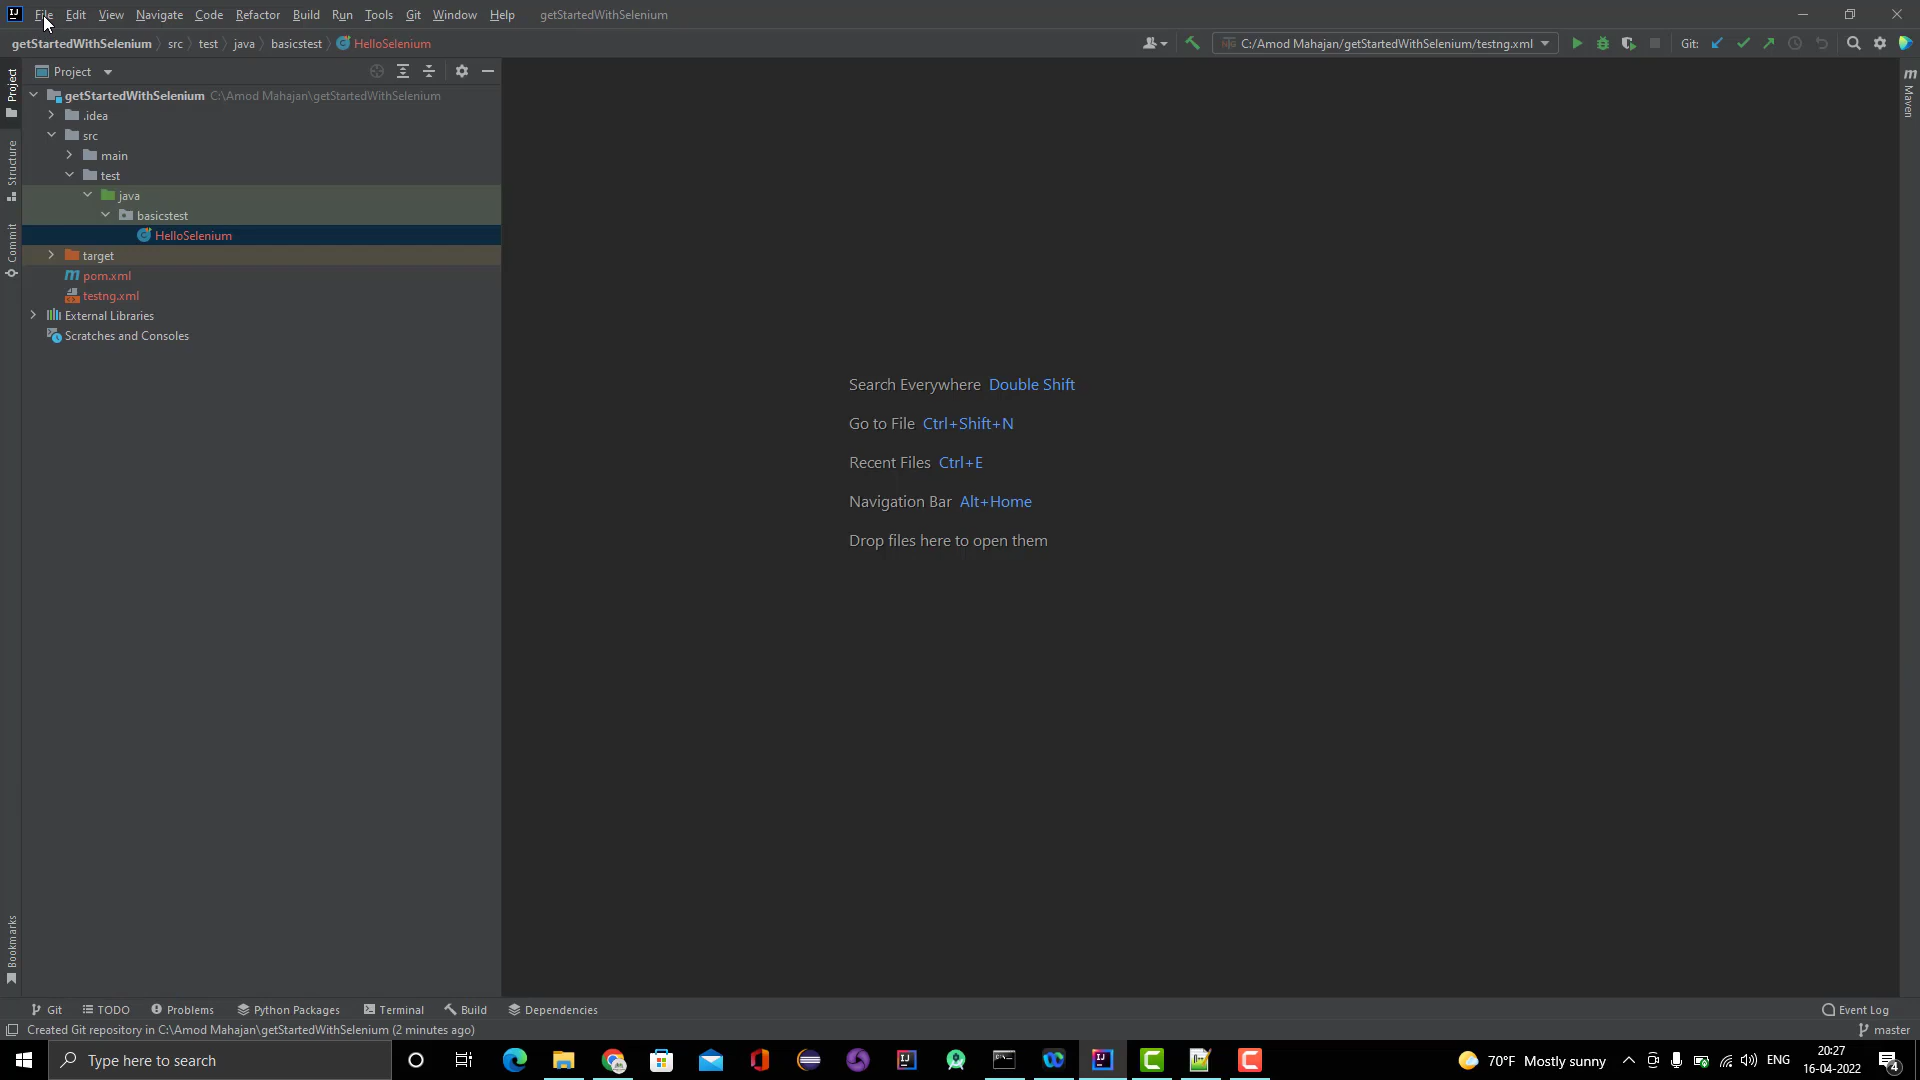 File Edit View Navigate Code Refactor Build Run Tools Git Window Help getStartedWithSelenium
getStartedWithSelenium src test java basicstest HelloSelenium
C:/Amod Mahajan/getStartedWithSelenium/testng.xml Git:
Project
getStartedWithSelenium C:\Amod Mahajan\getStartedWithSelenium
.idea
src
main
test
java
basicstest
HelloSelenium
target
pom.xml
testng.xml
External Libraries
Scratches and Consoles
Project
Structure
Commit
Bookmarks
Maven
Search Everywhere Double Shift
Go to File Ctrl+Shift+N
Recent Files Ctrl+E
Navigation Bar Alt+Home
Drop files here to open them
Git TODO Problems Python Packages Terminal Build Dependencies Event Log
Created Git repository in C:\Amod Mahajan\getStartedWithSelenium (2 minutes ago) master
Type here to search
70°F Mostly sunny ENG
20:27
16-04-2022
4